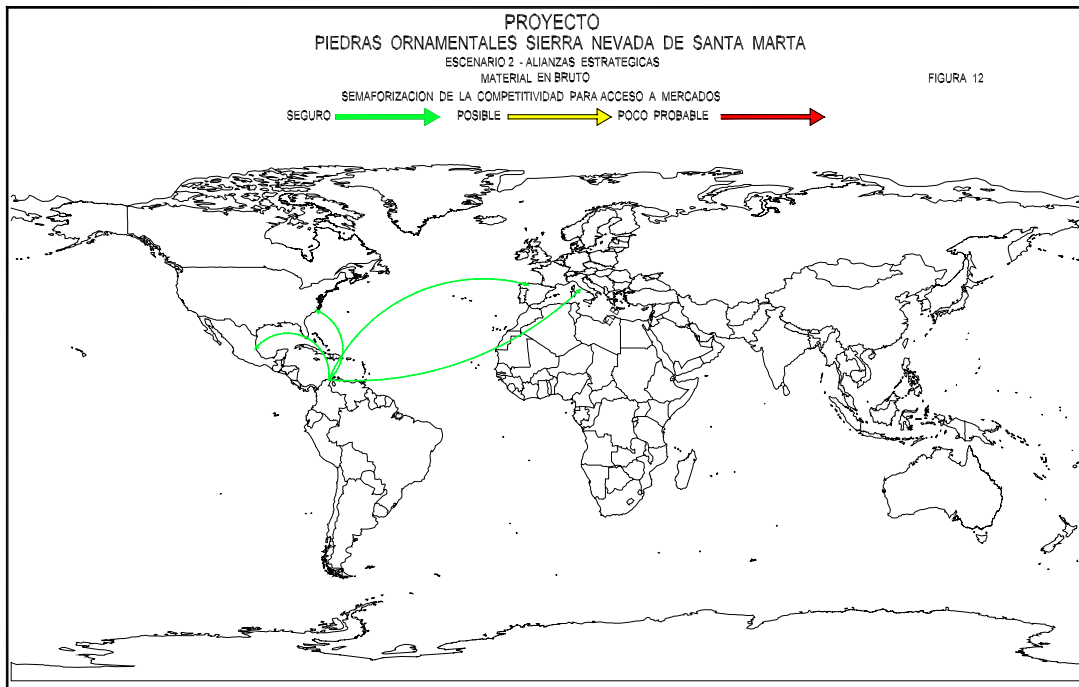 PROYECTO
PIEDRAS ORNAMENTALES SIERRA NEVADA DE SANTA MARTA
ESCENARIO 2 - ALIANZAS ESTRATEGICAS
MATERIAL EN BRUTO
FIGURA 12
SEMAFORIZACION DE LA COMPETITIVIDAD PARA ACCESO A MERCADOS
SEGURO POSIBLE POCO PROBABLE